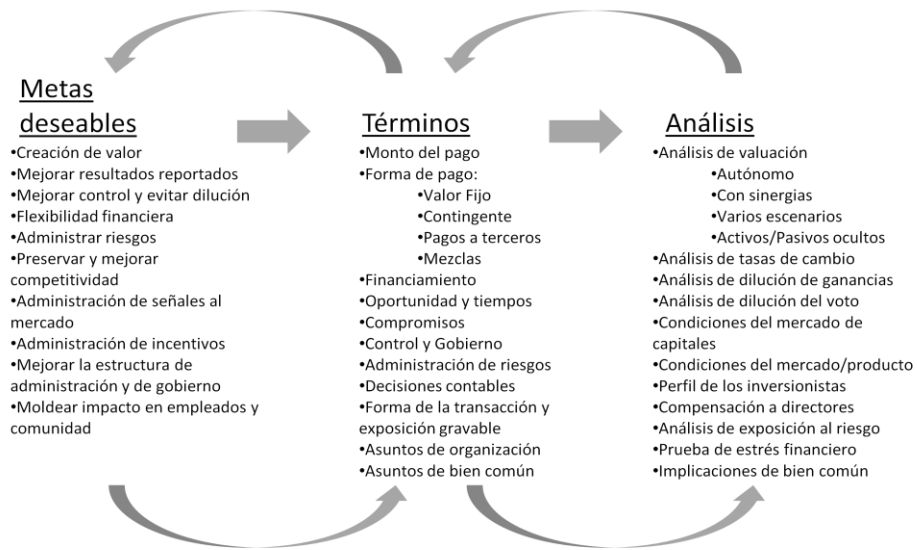 Metas
deseables
•Creación de valor
•Mejorar resultados reportados
•Mejorar control y evitar dilución
•Flexibilidad financiera
•Administrar riesgos
•Preservar y mejorar
competitividad
•Administración de señales al
mercado
•Administración de incentivos
•Mejorar la estructura de
administración y de gobierno
•Moldear impacto en empleados y
comunidad
Términos
•Monto del pago
•Forma de pago:
•Valor Fijo
•Contingente
•Pagos a terceros
•Mezclas
•Financiamiento
•Oportunidad y tiempos
•Compromisos
•Control y Gobierno
•Administración de riesgos
•Decisiones contables
•Forma de la transacción y
exposición gravable
•Asuntos de organización
•Asuntos de bien común
Análisis
•Análisis de valuación
•Autónomo
•Con sinergias
•Varios escenarios
•Activos/Pasivos ocultos
•Análisis de tasas de cambio
•Análisis de dilución de ganancias
•Análisis de dilución del voto
•Condiciones del mercado de
capitales
•Condiciones del mercado/producto
•Perfil de los inversionistas
•Compensación a directores
•Análisis de exposición al riesgo
•Prueba de estrés financiero
•Implicaciones de bien común